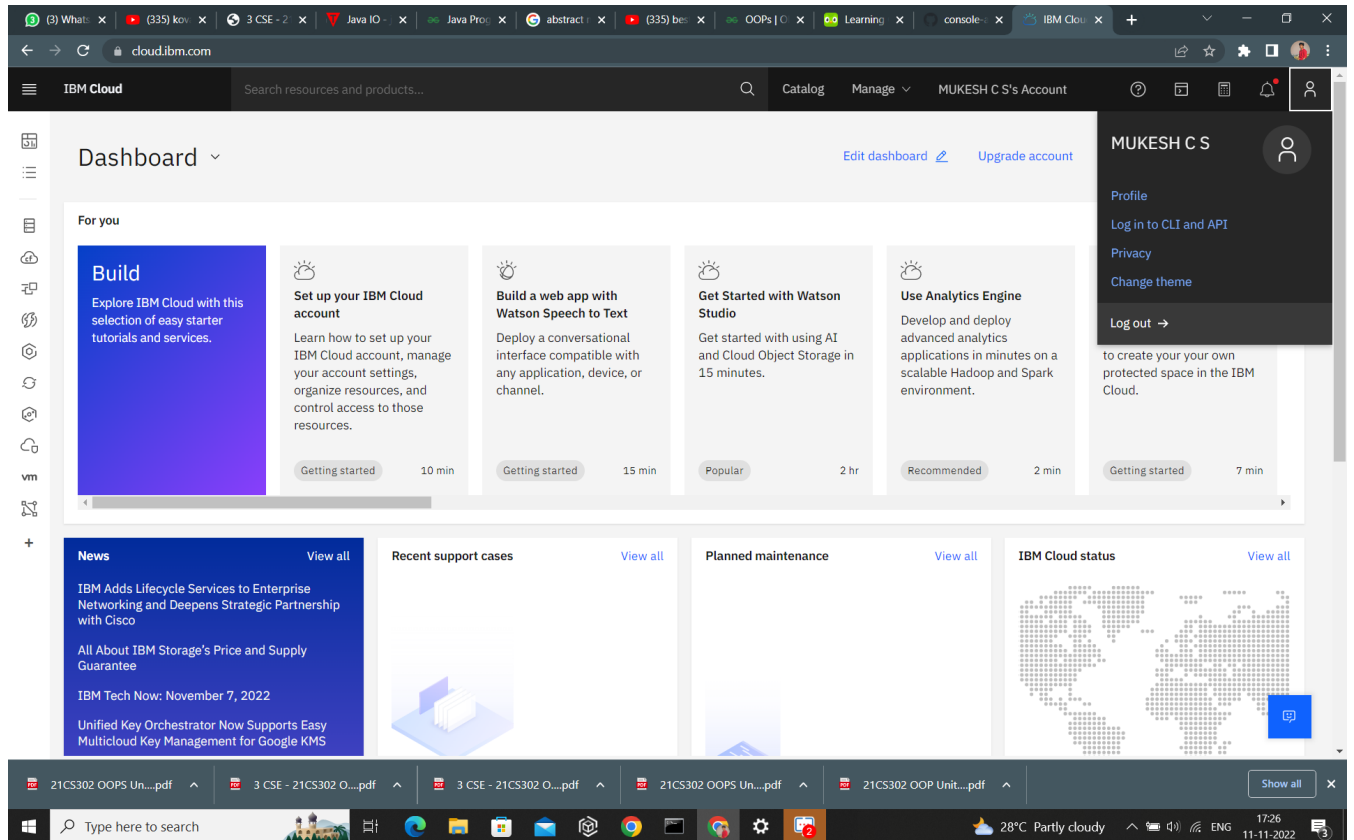 (3) Whats
(335) kov
3 CSE - 2
Java IO -
Java Prog
abstract
(335) bes
OOPs | O
Learning
console-
IBM Clou
cloud.ibm.com
IBM Cloud
Search resources and products...
Catalog
Manage
MUKESH C S's Account
Dashboard
Edit dashboard
Upgrade account
MUKESH C S
Profile
Log in to CLI and API
Privacy
Change theme
Log out →
For you
Build
Explore IBM Cloud with this
selection of easy starter
tutorials and services.
Set up your IBM Cloud
account
Learn how to set up your
IBM Cloud account, manage
your account settings,
organize resources, and
control access to those
resources.
Getting started
10 min
Build a web app with
Watson Speech to Text
Deploy a conversational
interface compatible with
any application, device, or
channel.
Getting started
15 min
Get Started with Watson
Studio
Get started with using AI
and Cloud Object Storage in
15 minutes.
Popular
2 hr
Use Analytics Engine
Develop and deploy
advanced analytics
applications in minutes on a
scalable Hadoop and Spark
environment.
Recommended
2 min
to create your your own
protected space in the IBM
Cloud.
Getting started
7 min
vm
News
View all
IBM Adds Lifecycle Services to Enterprise
Networking and Deepens Strategic Partnership
with Cisco
All About IBM Storage's Price and Supply
Guarantee
IBM Tech Now: November 7, 2022
Unified Key Orchestrator Now Supports Easy
Multicloud Key Management for Google KMS
Recent support cases
View all
Planned maintenance
View all
IBM Cloud status
View all
21CS302 OOPS Un....pdf
3 CSE - 21CS302 O....pdf
3 CSE - 21CS302 O....pdf
21CS302 OOPS Un....pdf
21CS302 OOP Unit....pdf
Show all
Type here to search
2
28°C Partly cloudy
ENG
17:26
11-11-2022
3